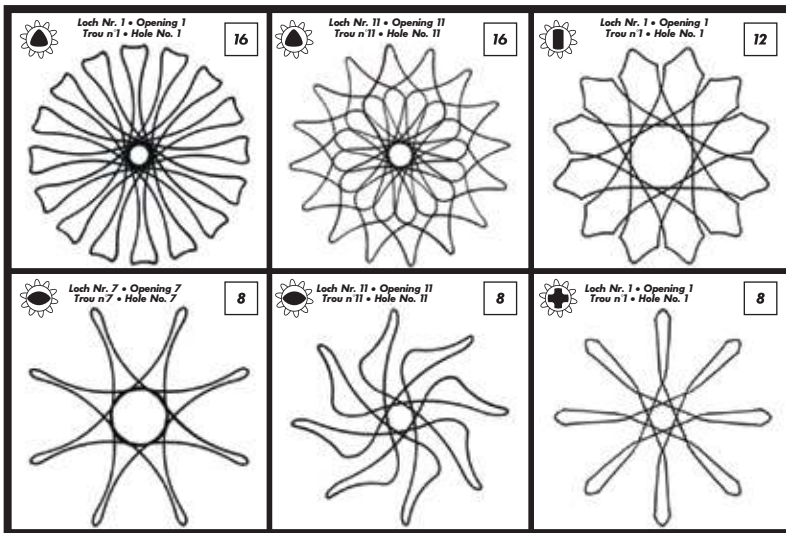 Loch Nr. 1 • Opening 1
Trou n°1 • Hole No. 1
16
Loch Nr. 11 • Opening 11
Trou n°11 • Hole No. 11
16
Loch Nr. 1 • Opening 1
Trou n°1 • Hole No. 1
12
Loch Nr. 7 • Opening 7
Trou n°7 • Hole No. 7
8
Loch Nr. 11 • Opening 11
Trou n°11 • Hole No. 11
8
Loch Nr. 1 • Opening 1
Trou n°1 • Hole No. 1
8